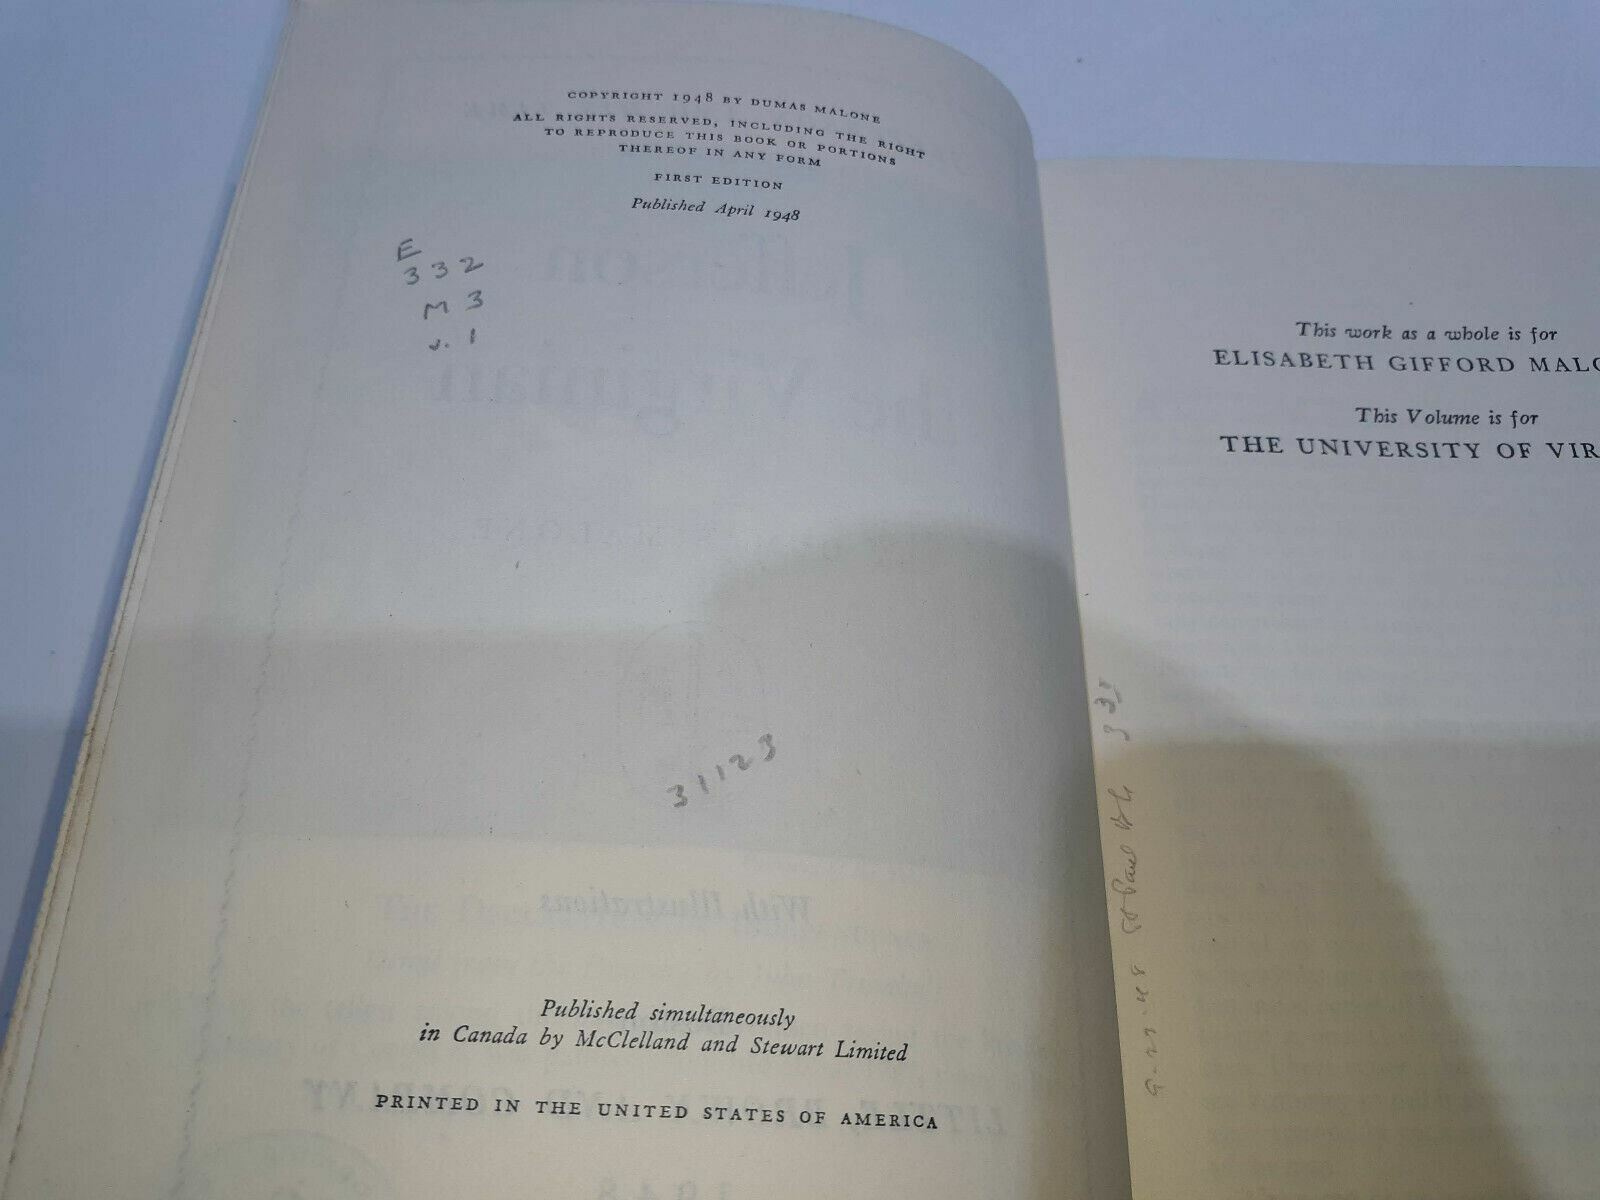 COPYRIGHT 1948 BY DUMAS MALONE
ALL RIGHTS RESERVED, INCLUDING THE RIGHT
TO REPRODUCE THIS BOOK OR PORTIONS
THEREOF IN ANY FORM
FIRST EDITION
Published April 1948
E
332
M3
v. 1
31123
With Illustrations
Published simultaneously
in Canada by McClelland and Stewart Limited
PRINTED IN THE UNITED STATES OF AMERICA
This work as a whole is for
ELISABETH GIFFORD MALO
This Volume is for
THE UNIVERSITY OF VIR